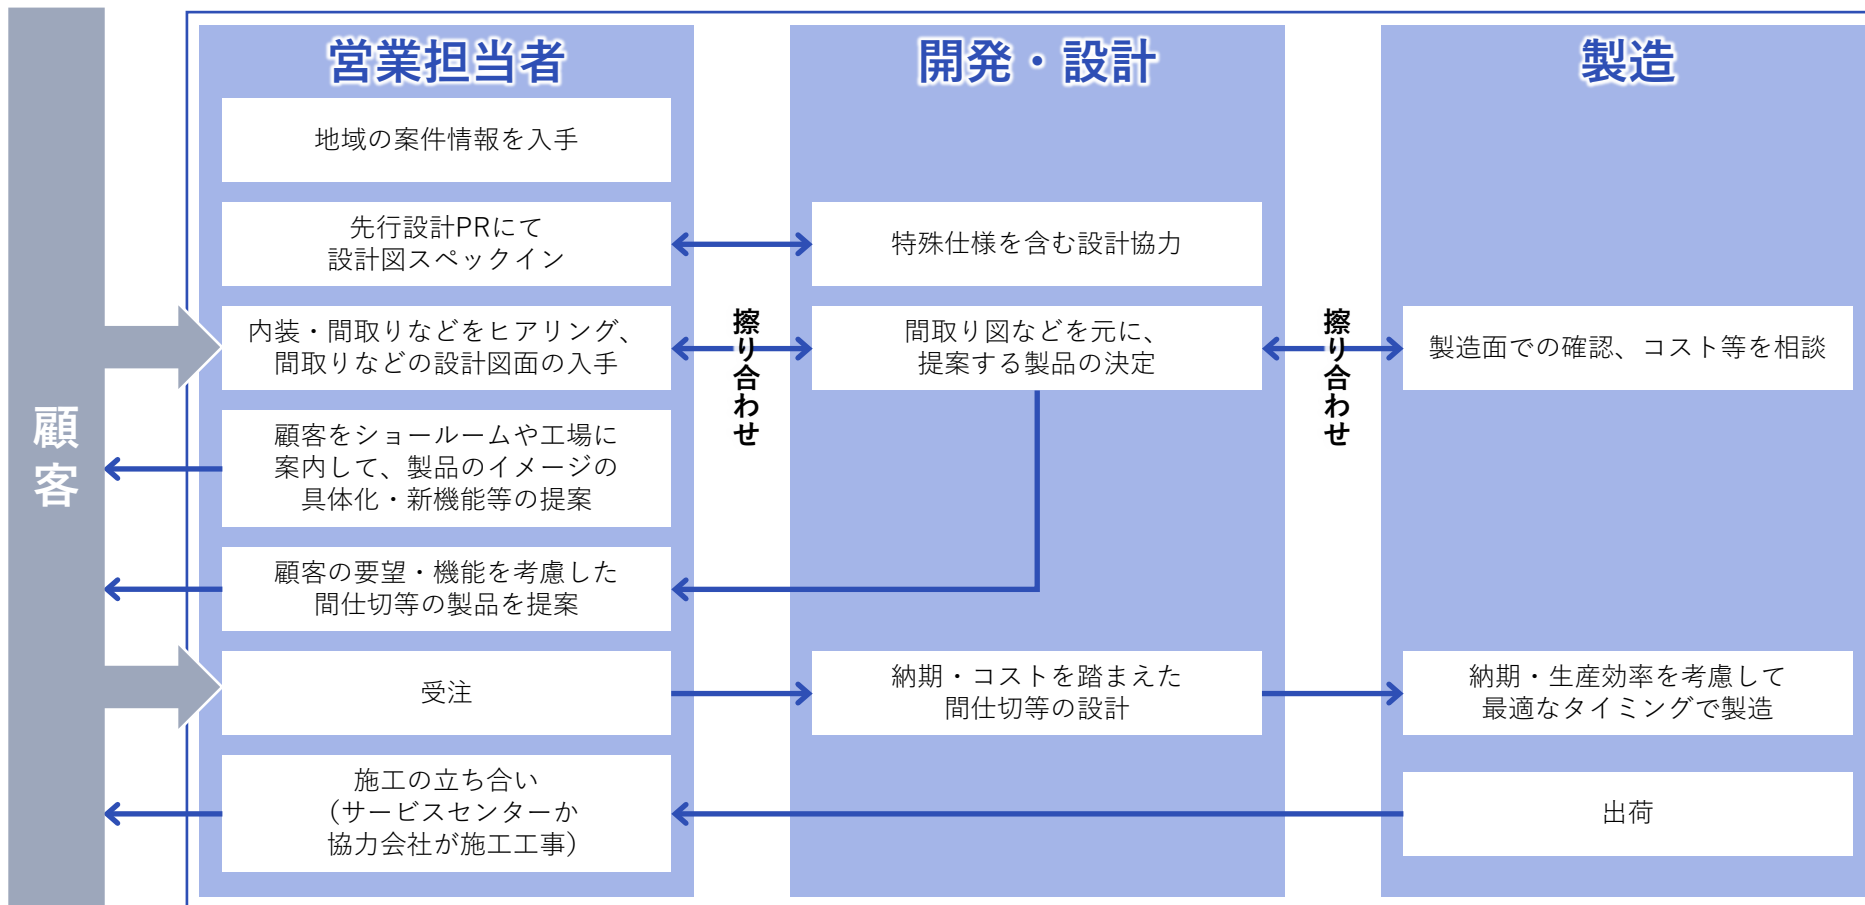 顧客
営業担当者
地域の案件情報を入手
先行設計PRにて
設計図スペックイン
内装・間取りなどをヒアリング、
間取りなどの設計図面の入手
顧客をショールームや工場に
案内して、製品のイメージの
具体化・新機能等の提案
顧客の要望・機能を考慮した
間仕切等の製品を提案
受注
施工の立ち合い
(サービスセンターか
協力会社が施工工事)
擦り合わせ
開発・設計
特殊仕様を含む設計協力
間取り図などを元に、
提案する製品の決定
納期・コストを踏まえた
間仕切等の設計
擦り合わせ
製造
製造面での確認、コスト等を相談
納期・生産効率を考慮して
最適なタイミングで製造
出荷